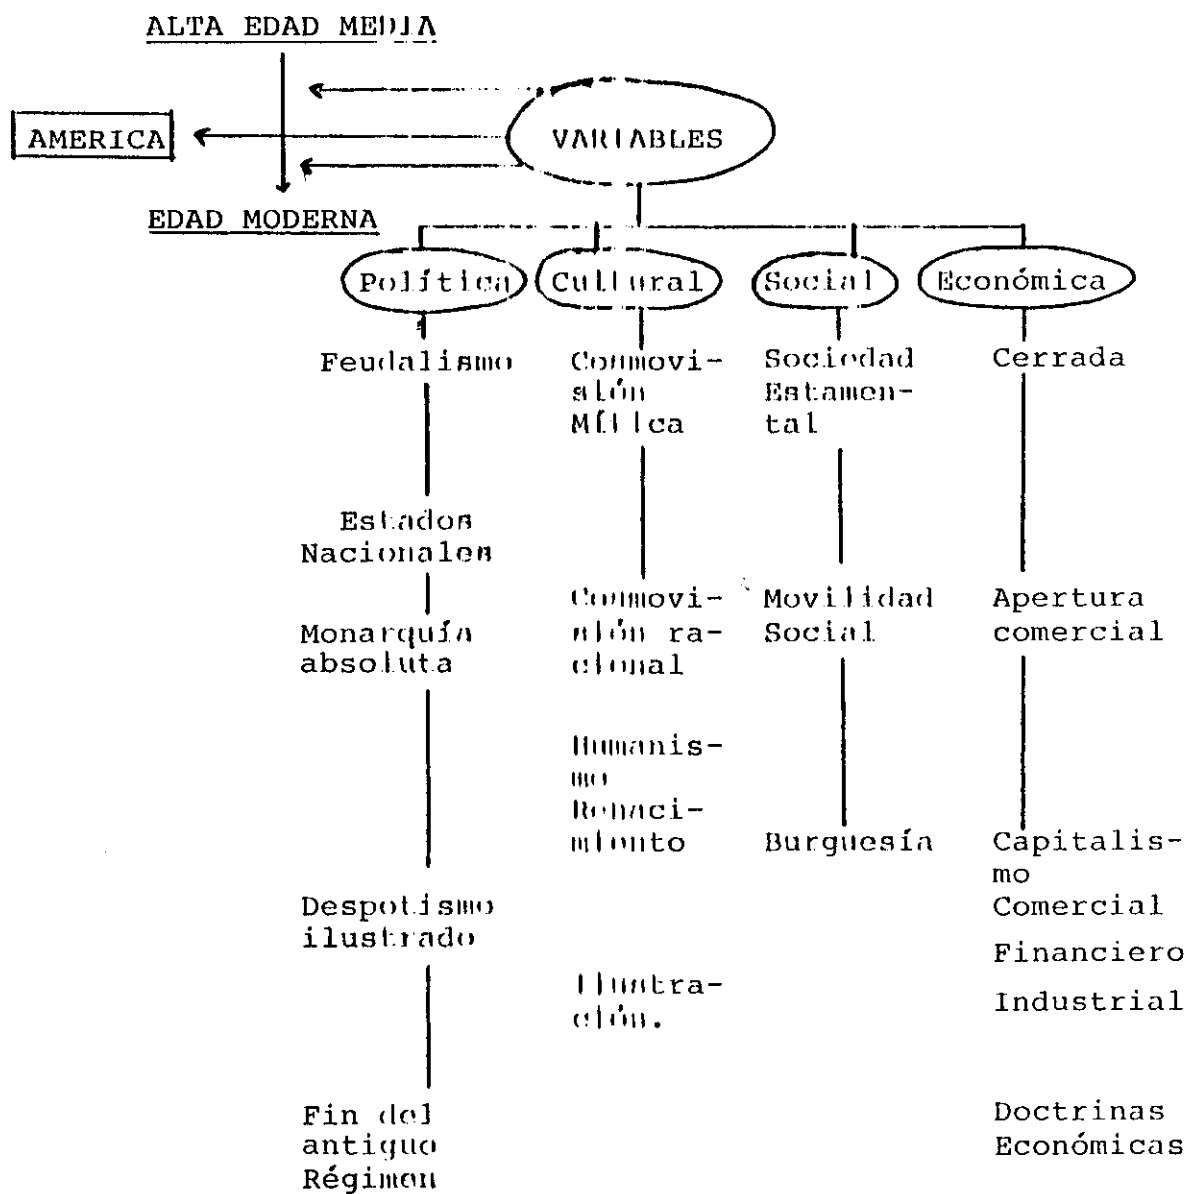 ALTA EDAD MEDIA
AMERICA
VARIABLES
EDAD MODERNA
Política
Cultural
Social
Económica
Feudalismo
Estados
Nacionales
Monarquía
absoluta
Despotismo
ilustrado
Fin del
antiguo
Régimen
Cosmovi-
sión
Mítica
Cosmovi-
sión ra-
cional
Humanis-
mo
Renaci-
miento
Ilustra-
ción.
Sociedad
Estamen-
tal
Movilidad
Social
Burguesía
Cerrada
Apertura
comercial
Capitalis-
mo
Comercial
Financiero
Industrial
Doctrinas
Económicas